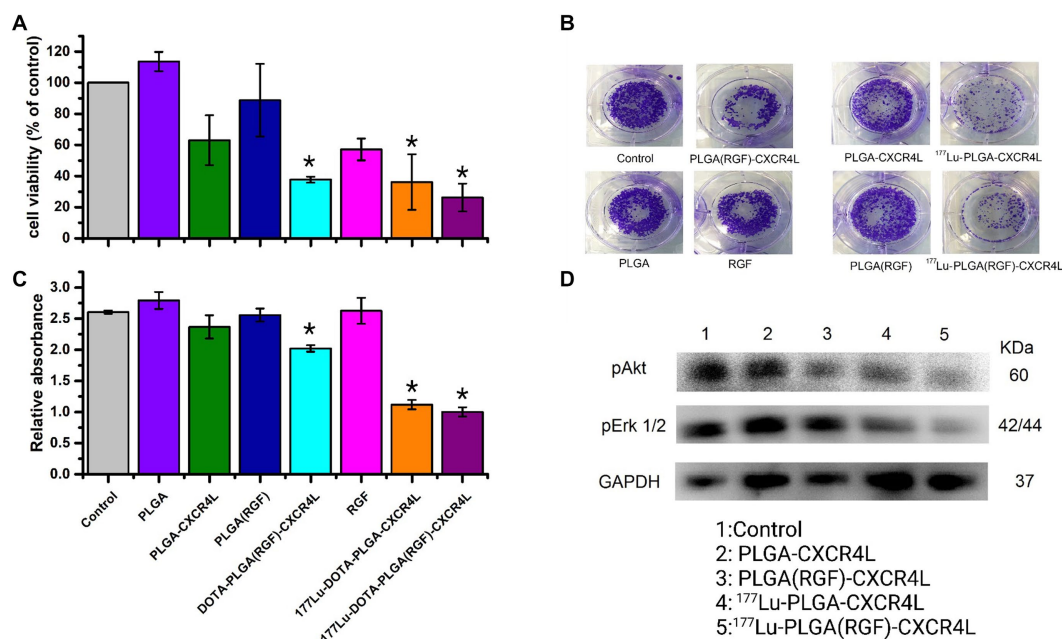 A
cell viability (% of control)
120
100
80
60
40
20
0
*
*
*
B
Control
PLGA(RGF)-CXCR4L
PLGA-CXCR4L
¹⁷⁷Lu-PLGA-CXCR4L
PLGA
RGF
PLGA(RGF)
¹⁷⁷Lu-PLGA(RGF)-CXCR4L
C
Relative absorbance
3.0
2.5
2.0
1.5
1.0
0.5
0.0
*
*
*
Control
PLGA
PLGA-CXCR4L
PLGA(RGF)
DOTA-PLGA(RGF)-CXCR4L
RGF
177Lu-DOTA-PLGA-CXCR4L
177Lu-DOTA-PLGA(RGF)-CXCR4L
D
1 2 3 4 5 KDa
pAkt 60
pErk 1/2 42/44
GAPDH 37
1:Control
2: PLGA-CXCR4L
3: PLGA(RGF)-CXCR4L
4: ¹⁷⁷Lu-PLGA-CXCR4L
5:¹⁷⁷Lu-PLGA(RGF)-CXCR4L